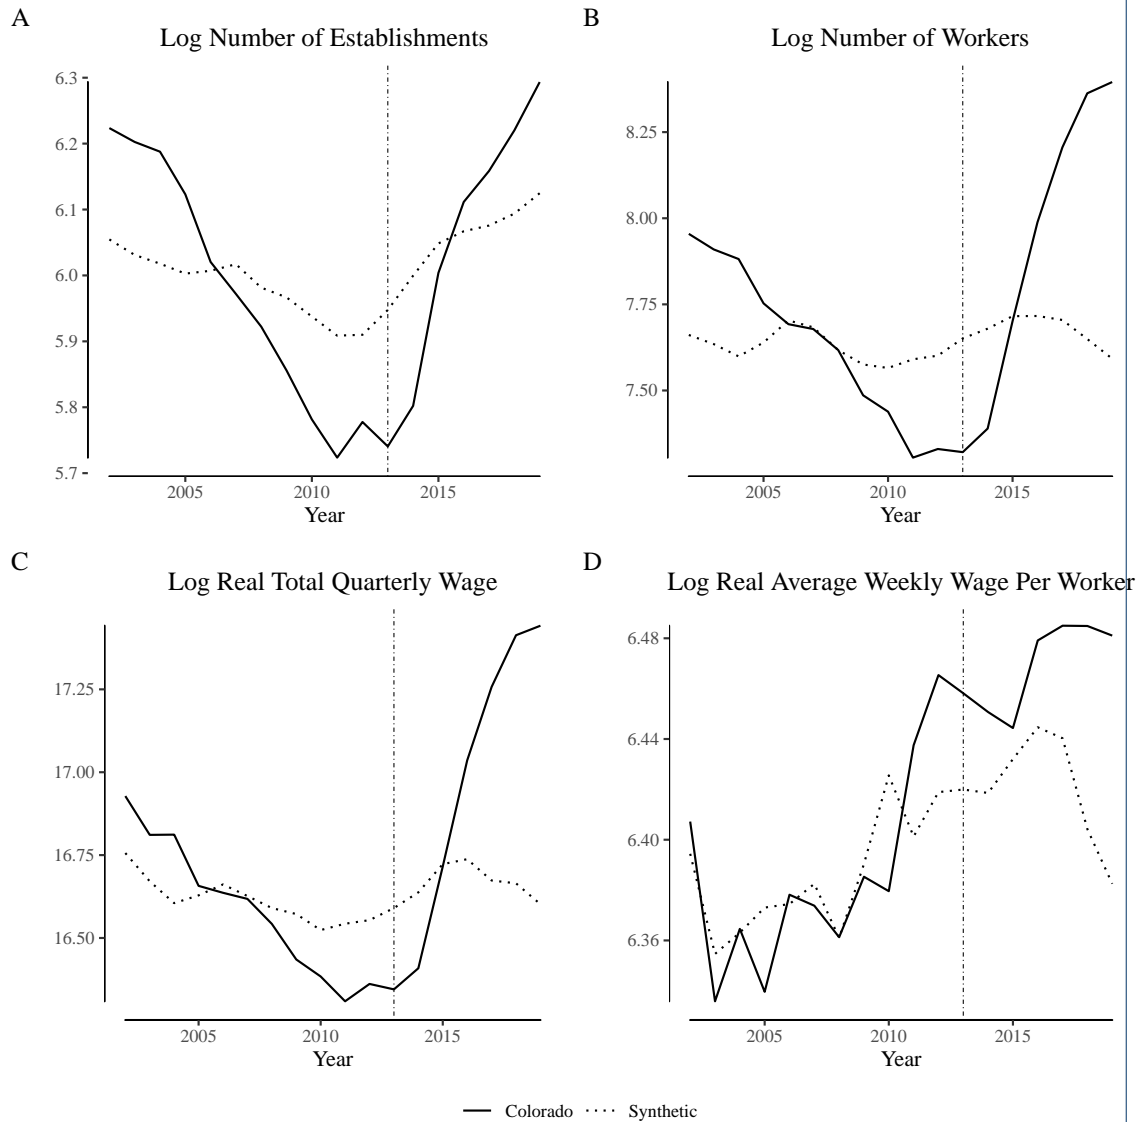 A
Log Number of Establishments
6.3
6.2
6.1
6.0
5.9
5.8
5.7
2005 2010 2015
Year
B
Log Number of Workers
8.25
8.00
7.75
7.50
2005 2010 2015
Year
C
Log Real Total Quarterly Wage
17.25
17.00
16.75
16.50
2005 2010 2015
Year
D
Log Real Average Weekly Wage Per Worker
6.48
6.44
6.40
6.36
2005 2010 2015
Year
Colorado Synthetic